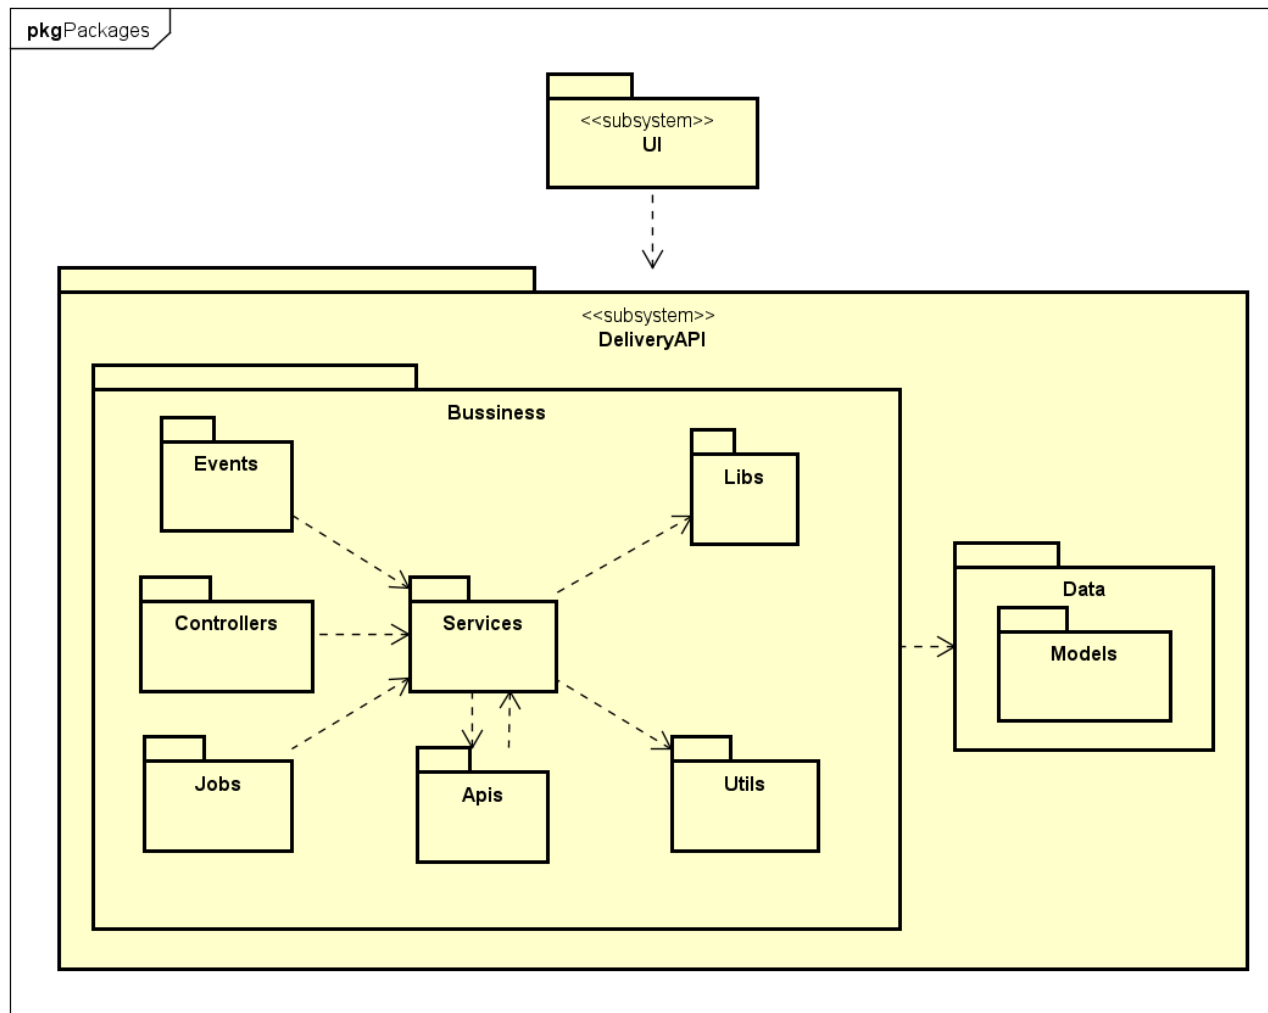 pkgPackages
<<subsystem>>
UI
<<subsystem>>
DeliveryAPI
Bussiness
Events
Libs
Controllers
Services
Data
Models
Jobs
Apis
Utils